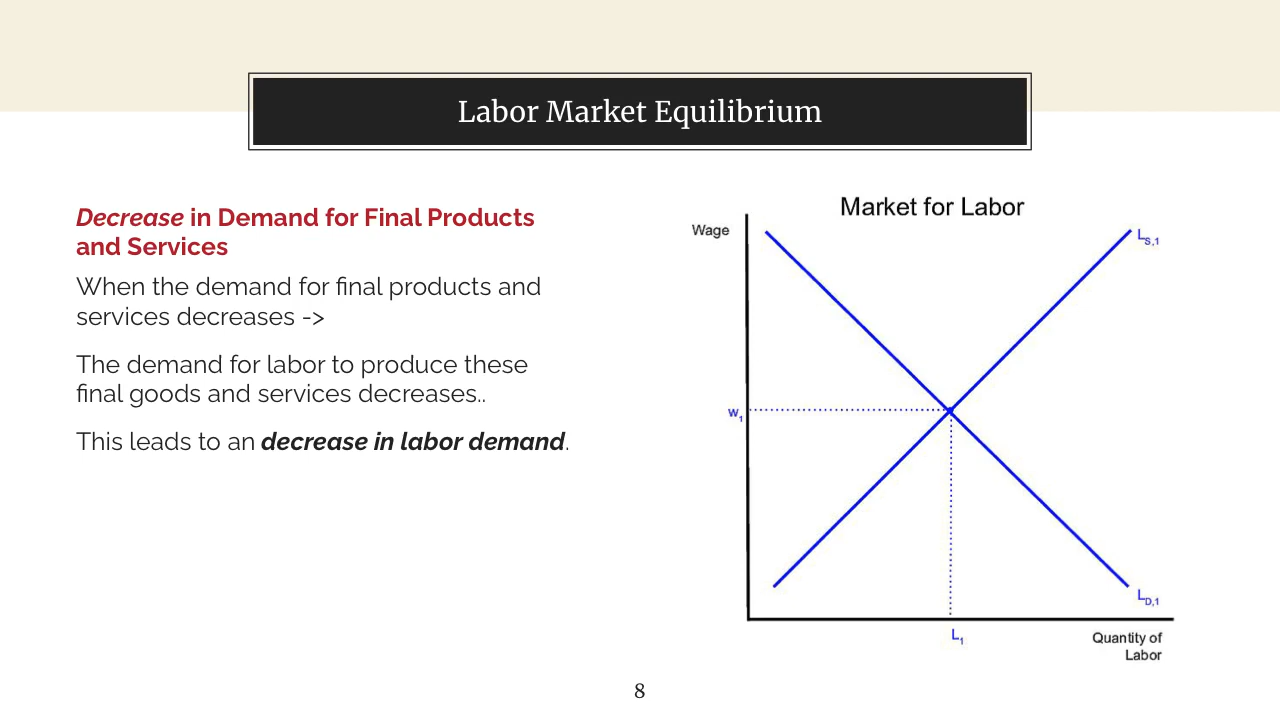 Labor Market Equilibrium
Decrease in Demand for Final Products
and Services
When the demand for final products and
services decreases ->
The demand for labor to produce these
final goods and services decreases..
This leads to an decrease in labor demand.
Market for Labor
Wage
LS,1
w1
LD,1
L1
Quantity of
Labor
8